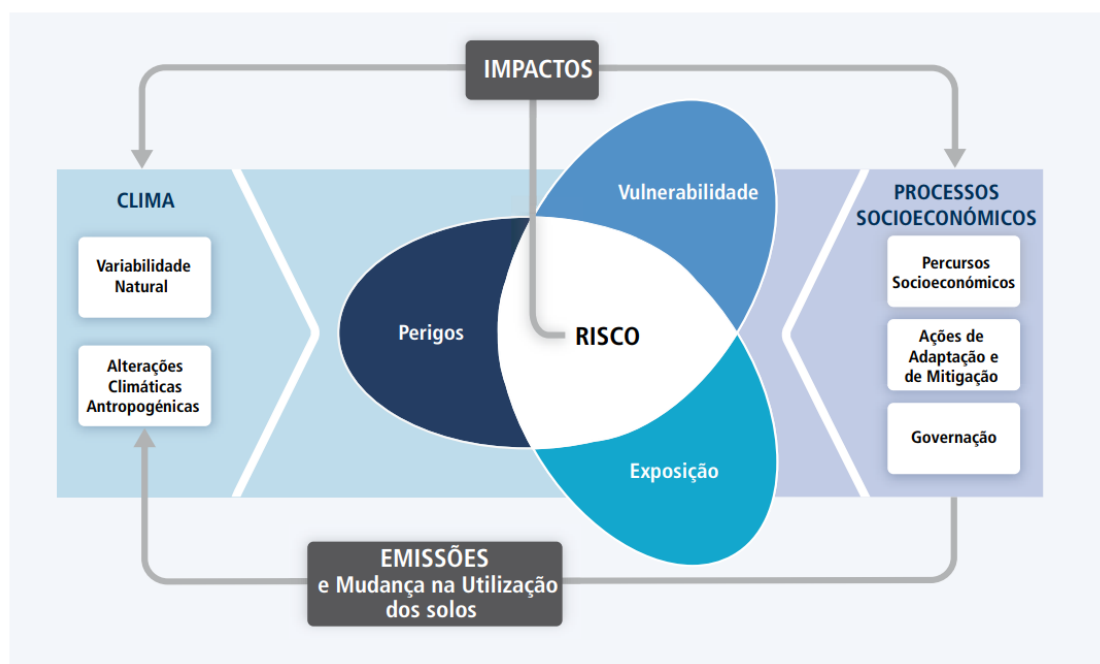 IMPACTOS
CLIMA
Variabilidade
Natural
Alterações
Climáticas
Antropogénicas
Perigos
Vulnerabilidade
RISCO
Exposição
PROCESSOS
SOCIOECONÓMICOS
Percursos
Socioeconómicos
Ações de
Adaptação e
de Mitigação
Governação
EMISSÕES
e Mudança na Utilização
dos solos